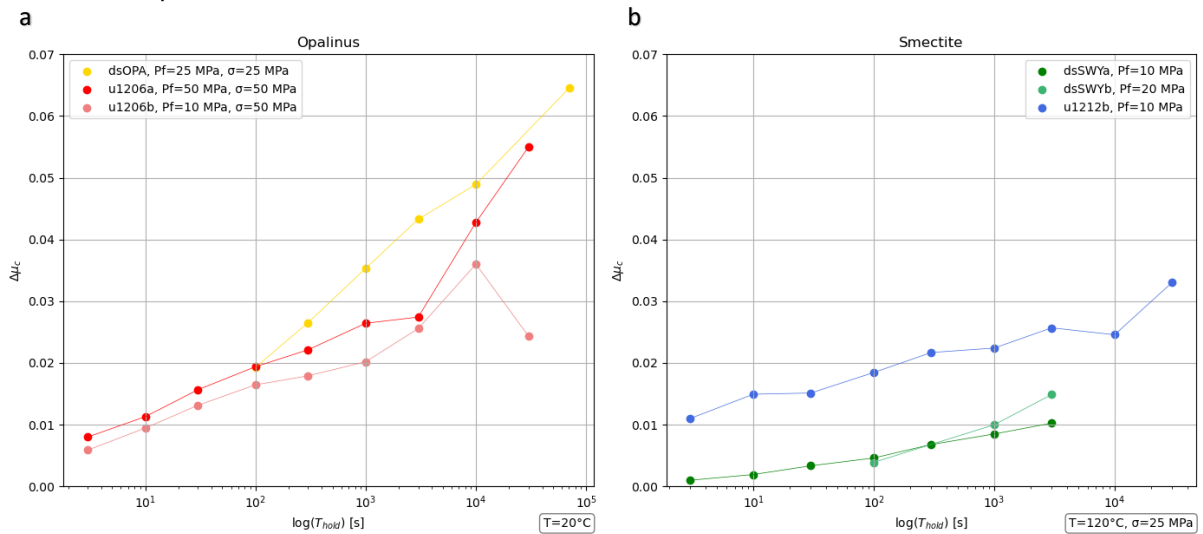 a
Opalinus
0.07
0.06
0.05
0.04
0.03
0.02
0.01
0.00
Δμc
dsOPA, Pf=25 MPa, σ=25 MPa
u1206a, Pf=50 MPa, σ=50 MPa
u1206b, Pf=10 MPa, σ=50 MPa
10¹
10²
10³
10⁴
10⁵
log(Thold) [s]
T=20°C
b
Smectite
0.07
0.06
0.05
0.04
0.03
0.02
0.01
0.00
Δμc
dsSWYa, Pf=10 MPa
dsSWYb, Pf=20 MPa
u1212b, Pf=10 MPa
10¹
10²
10³
10⁴
log(Thold) [s]
T=120°C, σ=25 MPa